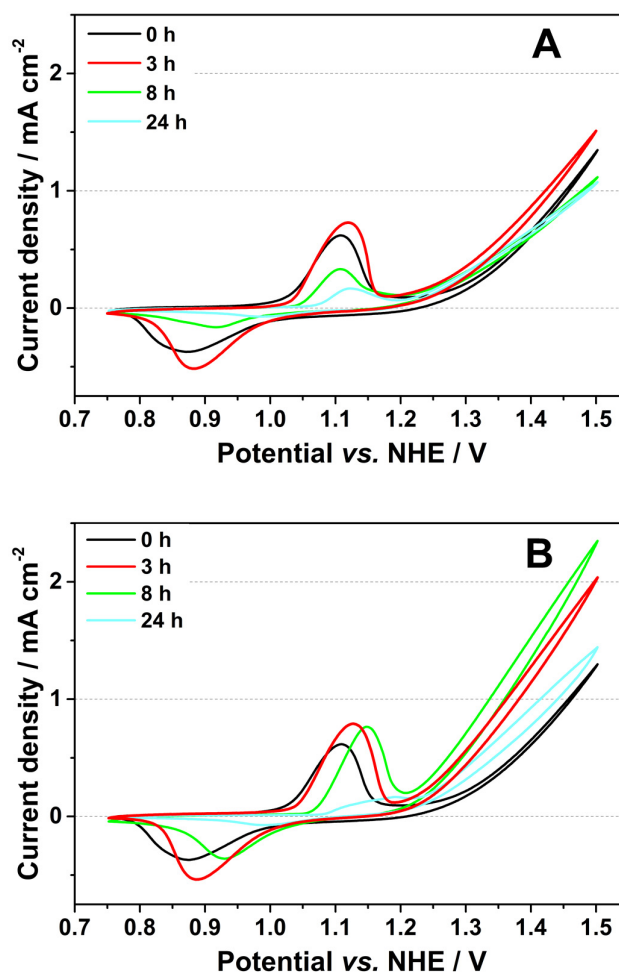 A
0 h
3 h
8 h
24 h
2
1
0
Current density / mA cm⁻²
0.7 0.8 0.9 1.0 1.1 1.2 1.3 1.4 1.5
Potential vs. NHE / V
B
0 h
3 h
8 h
24 h
2
1
0
Current density / mA cm⁻²
0.7 0.8 0.9 1.0 1.1 1.2 1.3 1.4 1.5
Potential vs. NHE / V